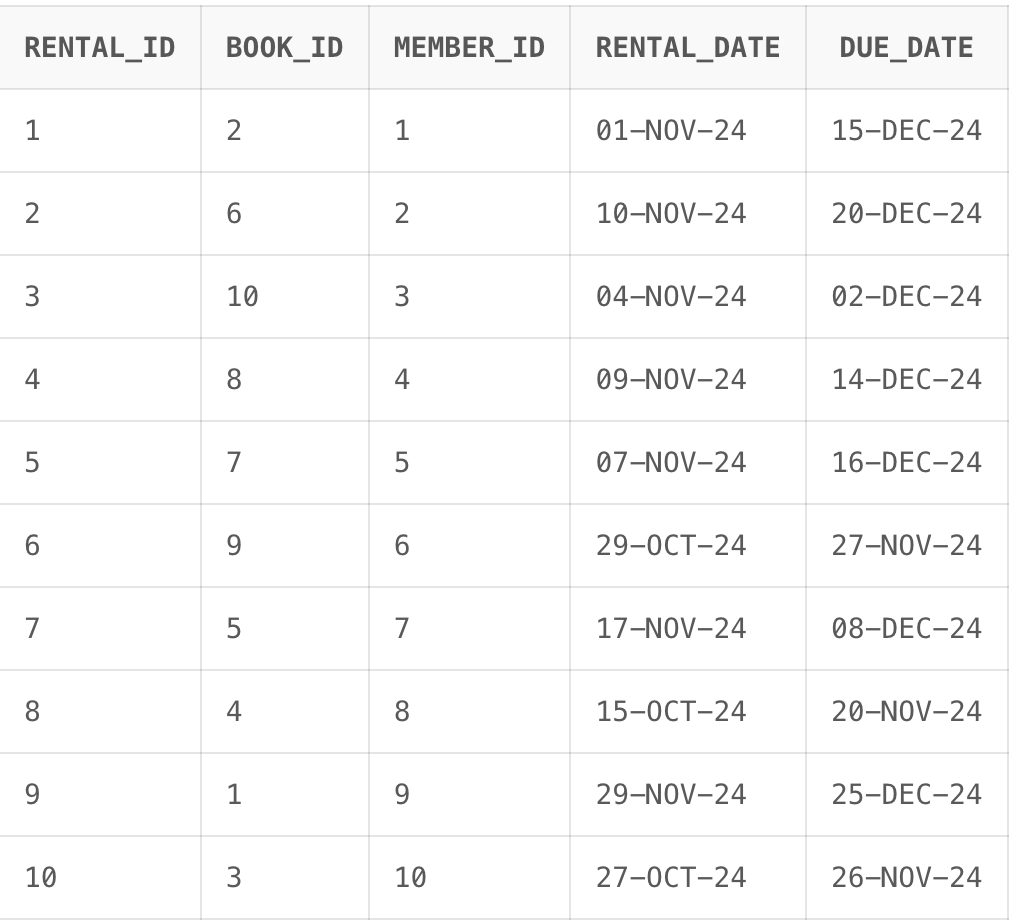 RENTAL_ID BOOK_ID MEMBER_ID RENTAL_DATE DUE_DATE
1 2 1 01-NOV-24 15-DEC-24
2 6 2 10-NOV-24 20-DEC-24
3 10 3 04-NOV-24 02-DEC-24
4 8 4 09-NOV-24 14-DEC-24
5 7 5 07-NOV-24 16-DEC-24
6 9 6 29-OCT-24 27-NOV-24
7 5 7 17-NOV-24 08-DEC-24
8 4 8 15-OCT-24 20-NOV-24
9 1 9 29-NOV-24 25-DEC-24
10 3 10 27-OCT-24 26-NOV-24